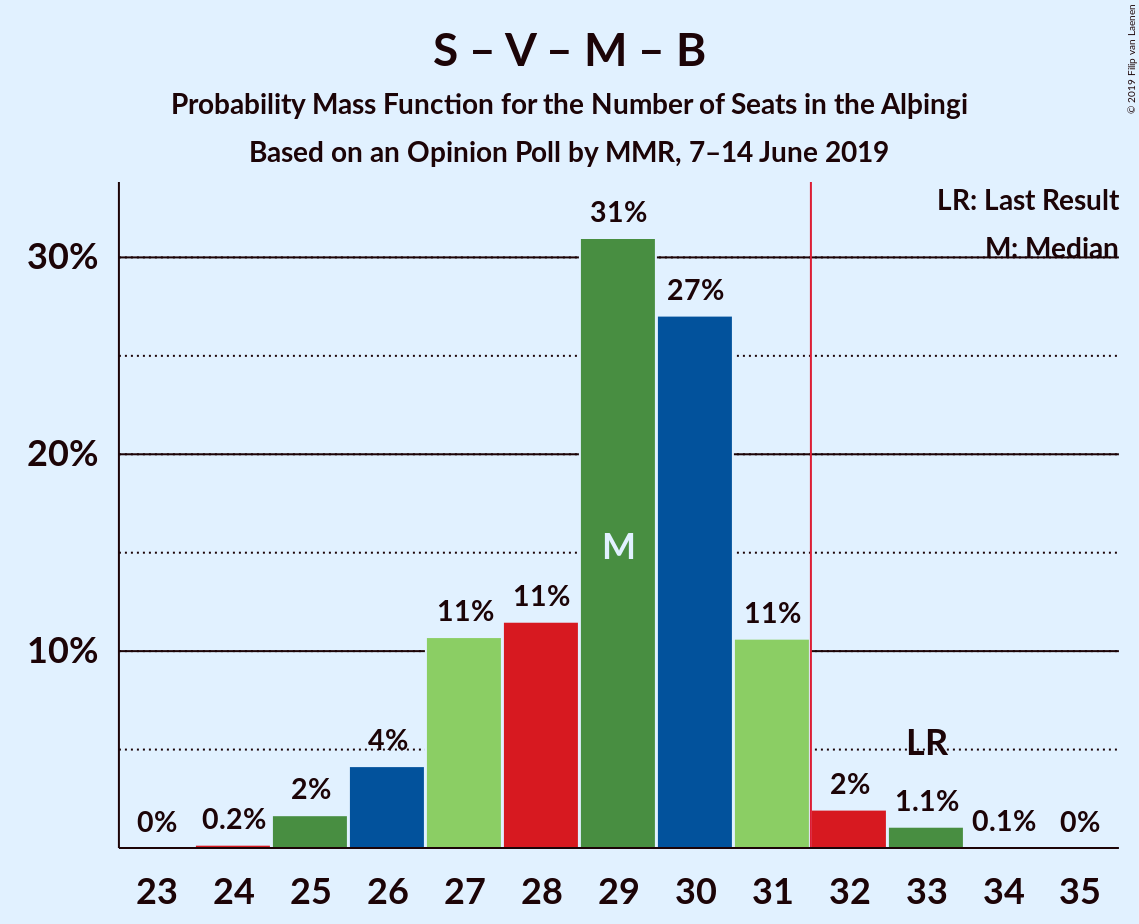 S – V – M – B
Probability Mass Function for the Number of Seats in the Alþingi
Based on an Opinion Poll by MMR, 7–14 June 2019
© 2019 Filip van Laenen
LR: Last Result
M: Median
30%
20%
10%
0%
0.2%
2%
4%
11%
11%
31%
27%
11%
2%
1.1%
0.1%
0%
M
LR
23 24 25 26 27 28 29 30 31 32 33 34 35